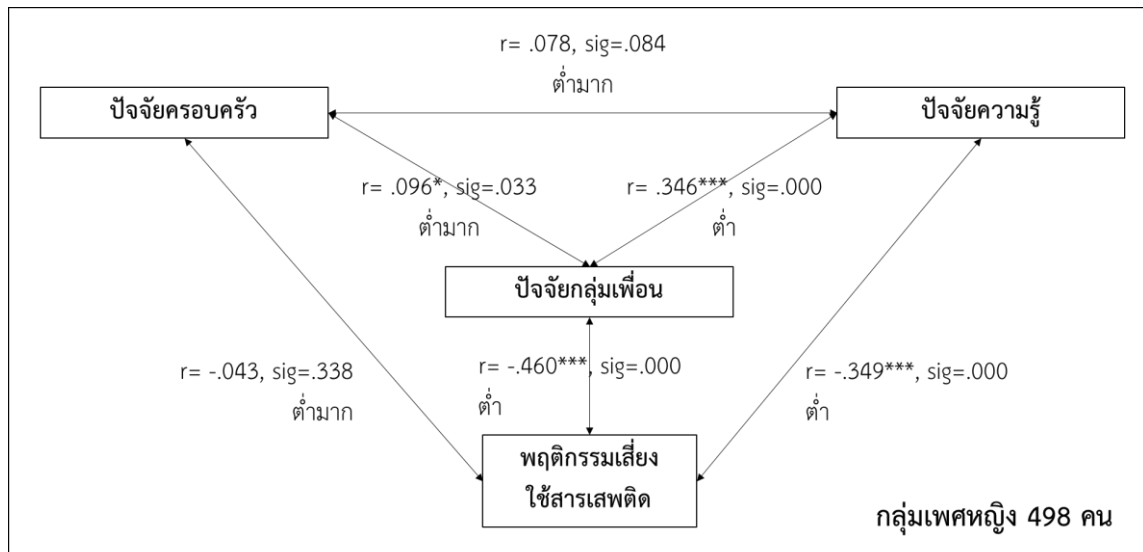 r= .078, sig=.084
ต่ำมาก
ปัจจัยครอบครัว
ปัจจัยความรู้
r= .096*, sig=.033
ต่ำมาก
r= .346***, sig=.000
ต่ำ
ปัจจัยกลุ่มเพื่อน
r= -.043, sig=.338
ต่ำมาก
r= -.460***, sig=.000
ต่ำ
r= -.349***, sig=.000
ต่ำ
พฤติกรรมเสี่ยง
ใช้สารเสพติด
กลุ่มเพศหญิง 498 คน